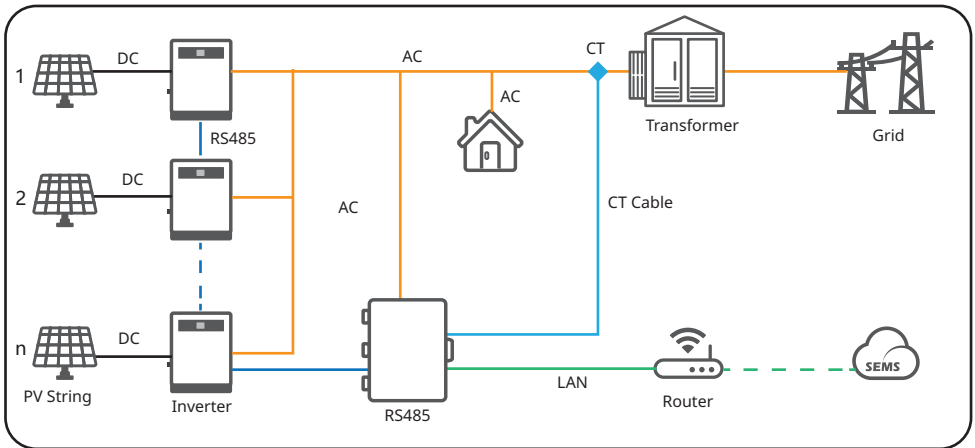 1
DC
AC
CT
AC
Transformer
Grid
RS485
2
DC
AC
CT Cable
n
DC
PV String
Inverter
RS485
LAN
Router
SEMS